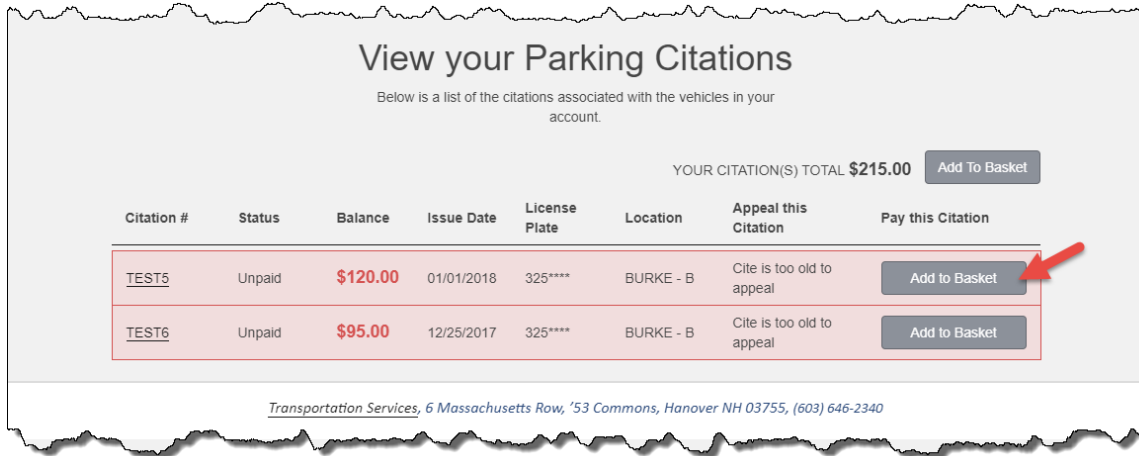 View your Parking Citations
Below is a list of the citations associated with the vehicles in your
account.
YOUR CITATION(S) TOTAL $215.00 Add To Basket
Citation # Status Balance Issue Date License Plate Location Appeal this Citation Pay this Citation
TEST5 Unpaid $120.00 01/01/2018 325**** BURKE - B Cite is too old to appeal Add to Basket
TEST6 Unpaid $95.00 12/25/2017 325**** BURKE - B Cite is too old to appeal Add to Basket
Transportation Services, 6 Massachusetts Row, '53 Commons, Hanover NH 03755, (603) 646-2340